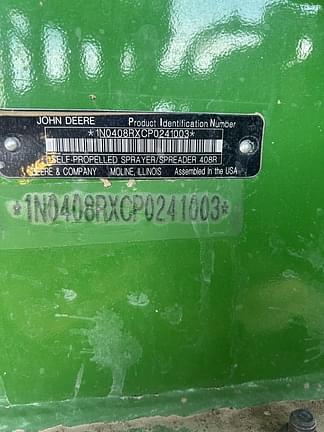 JOHN DEERE Product Identification Number
*1N0408RXCP0241003*
SELF-PROPELLED SPRAYER/SPREADER 408R
DEERE & COMPANY MOLINE, ILLINOIS Assembled in the USA
*1N0408RXCP0241003*